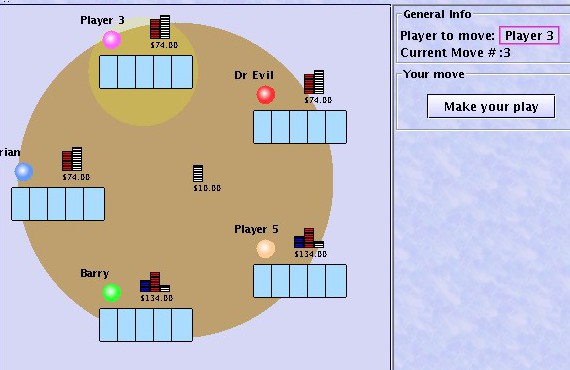 Player 3
$74.00
Dr Evil
$74.00
rian
$74.00
$10.00
Player 5
$134.00
Barry
$134.00
General Info
Player to move: Player 3
Current Move # :3
Your move
Make your play